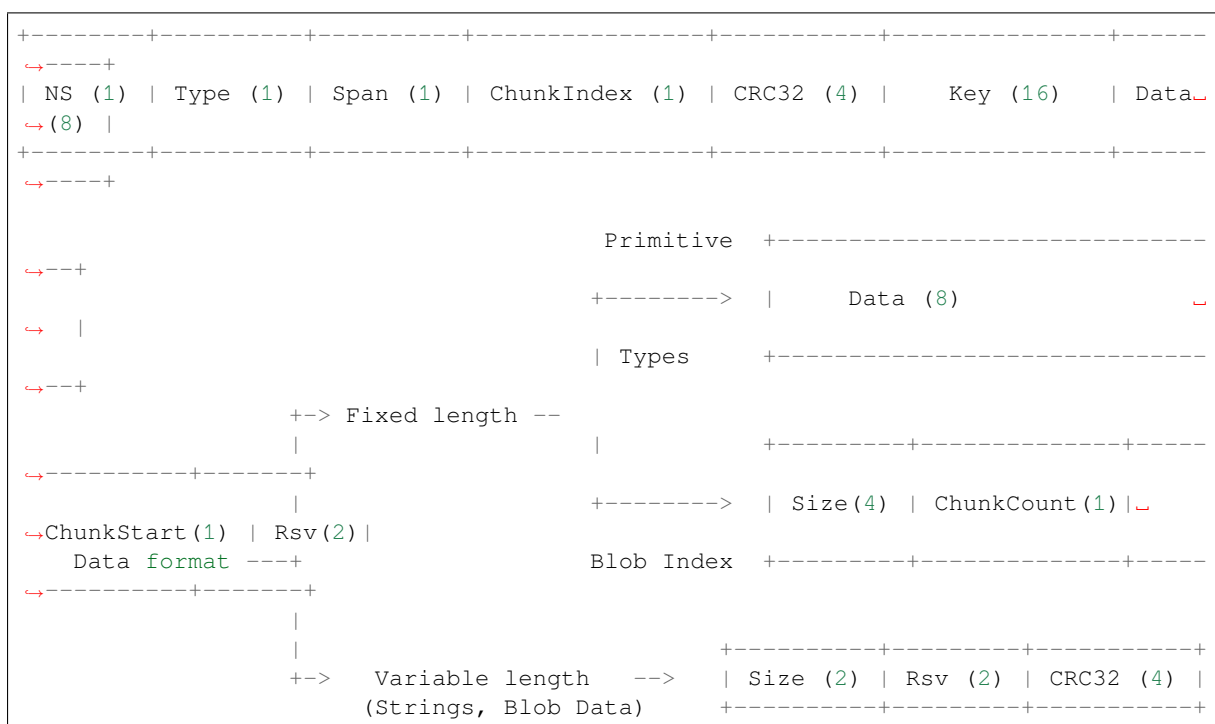 +--------+----------+----------+---------------+-----------+--------------+------
↪----+
| NS (1) | Type (1) | Span (1) | ChunkIndex (1) | CRC32 (4) |    Key (16)   | Data␣
↪(8) |
+--------+----------+----------+---------------+-----------+--------------+------
↪----+
Primitive  +-----------------------------
↪--+
+-------->  |     Data (8)                ␣
↪  |
| Types     +-----------------------------
↪--+
+-> Fixed length --
|                    |           +---------+--------------+-----
↪----------+-------+
|                    +-------->  | Size(4) | ChunkCount(1)|␣
↪ChunkStart(1) | Rsv(2)|
Data format ---+                    Blob Index  +---------+--------------+-----
↪----------+-------+
|
|                             +----------+---------+-----------+
+->   Variable length   -->   | Size (2) | Rsv (2) | CRC32 (4) |
(Strings, Blob Data)     +----------+---------+-----------+